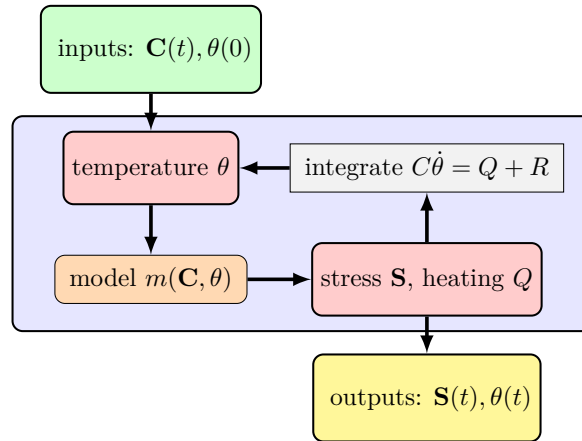 inputs: 𝐂(t), θ(0)
temperature θ
integrate Cθ̇ = Q + R
model m(𝐂, θ)
stress 𝐒, heating Q
outputs: 𝐒(t), θ(t)